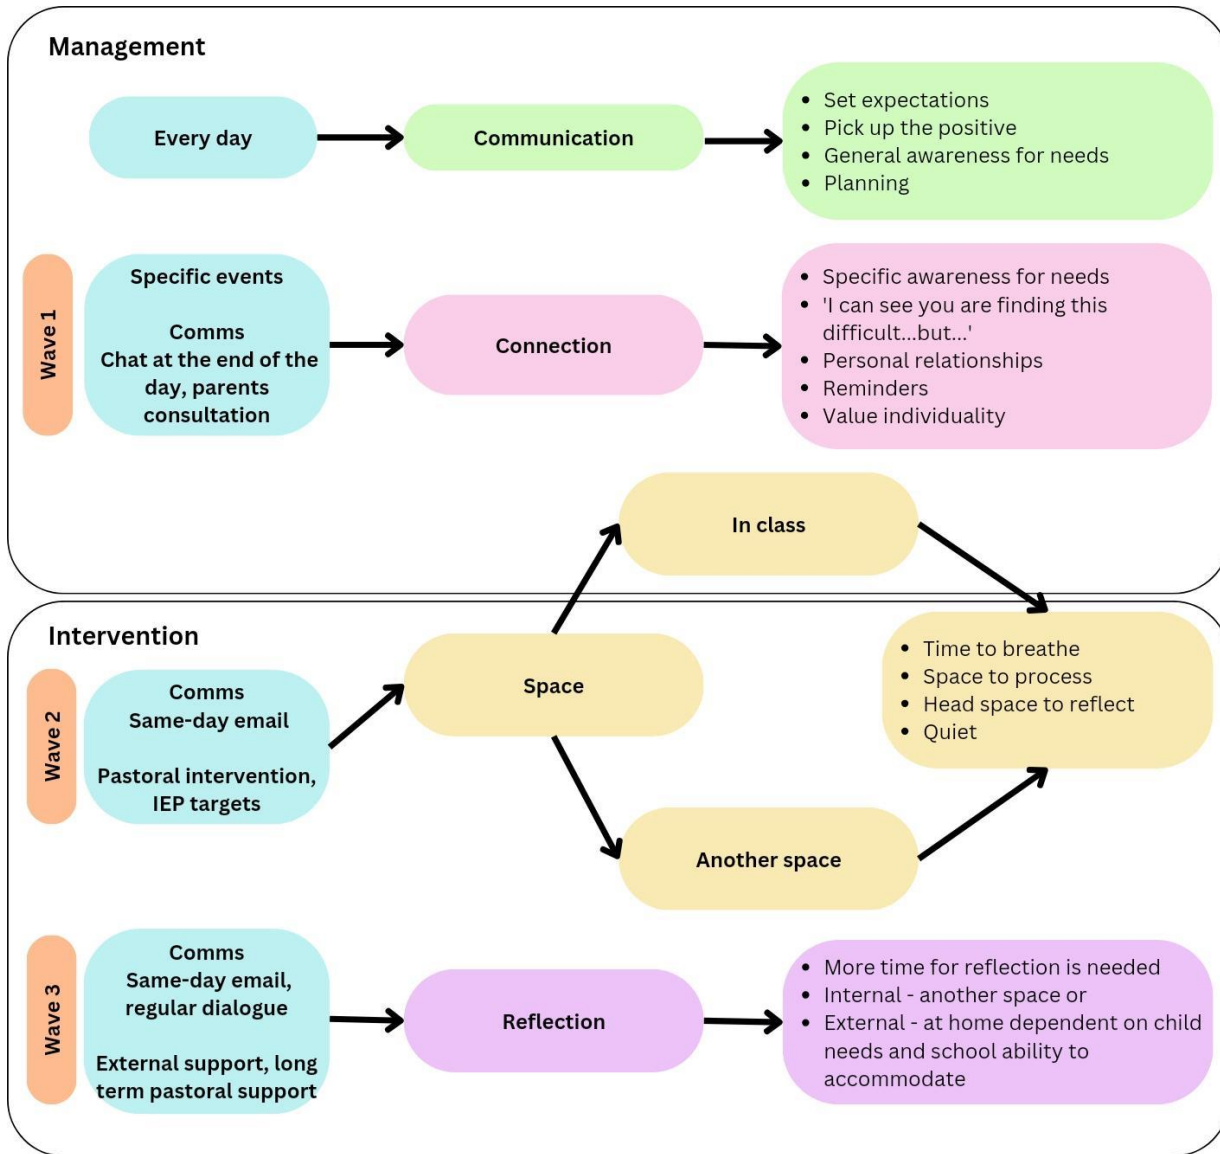 Management
Every day
Communication
• Set expectations
• Pick up the positive
• General awareness for needs
• Planning
Wave 1
Specific events
Comms
Chat at the end of the
day, parents
consultation
Connection
• Specific awareness for needs
• 'I can see you are finding this
difficult...but...'
• Personal relationships
• Reminders
• Value individuality
In class
Intervention
Wave 2
Comms
Same-day email
Pastoral intervention,
IEP targets
Space
• Time to breathe
• Space to process
• Head space to reflect
• Quiet
Another space
Wave 3
Comms
Same-day email,
regular dialogue
External support, long
term pastoral support
Reflection
• More time for reflection is needed
• Internal - another space or
• External - at home dependent on child
needs and school ability to
accommodate